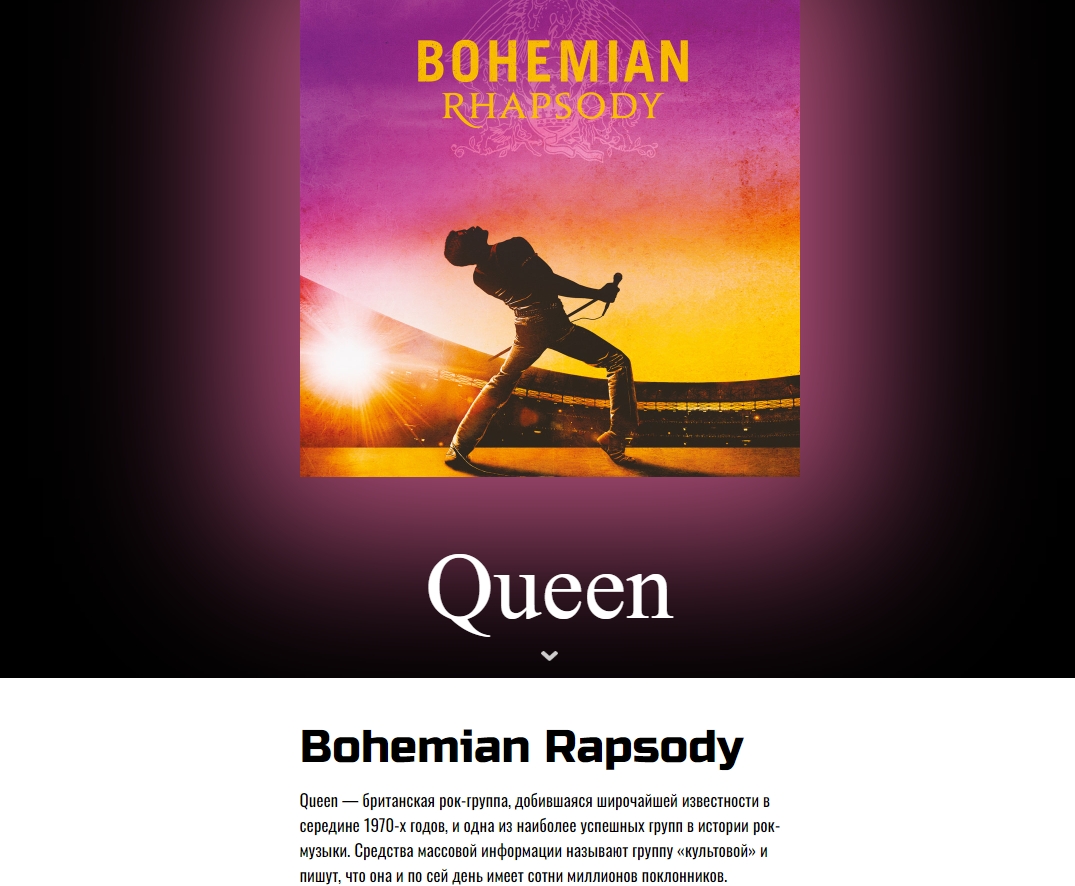 BOHEMIAN
RHAPSODY
Queen
Bohemian Rapsody
Queen — британская рок-группа, добившаяся широчайшей известности в
середине 1970-х годов, и одна из наиболее успешных групп в истории рок-
музыки. Средства массовой информации называют группу «культовой» и
пишут, что она и по сей день имеет сотни миллионов поклонников.